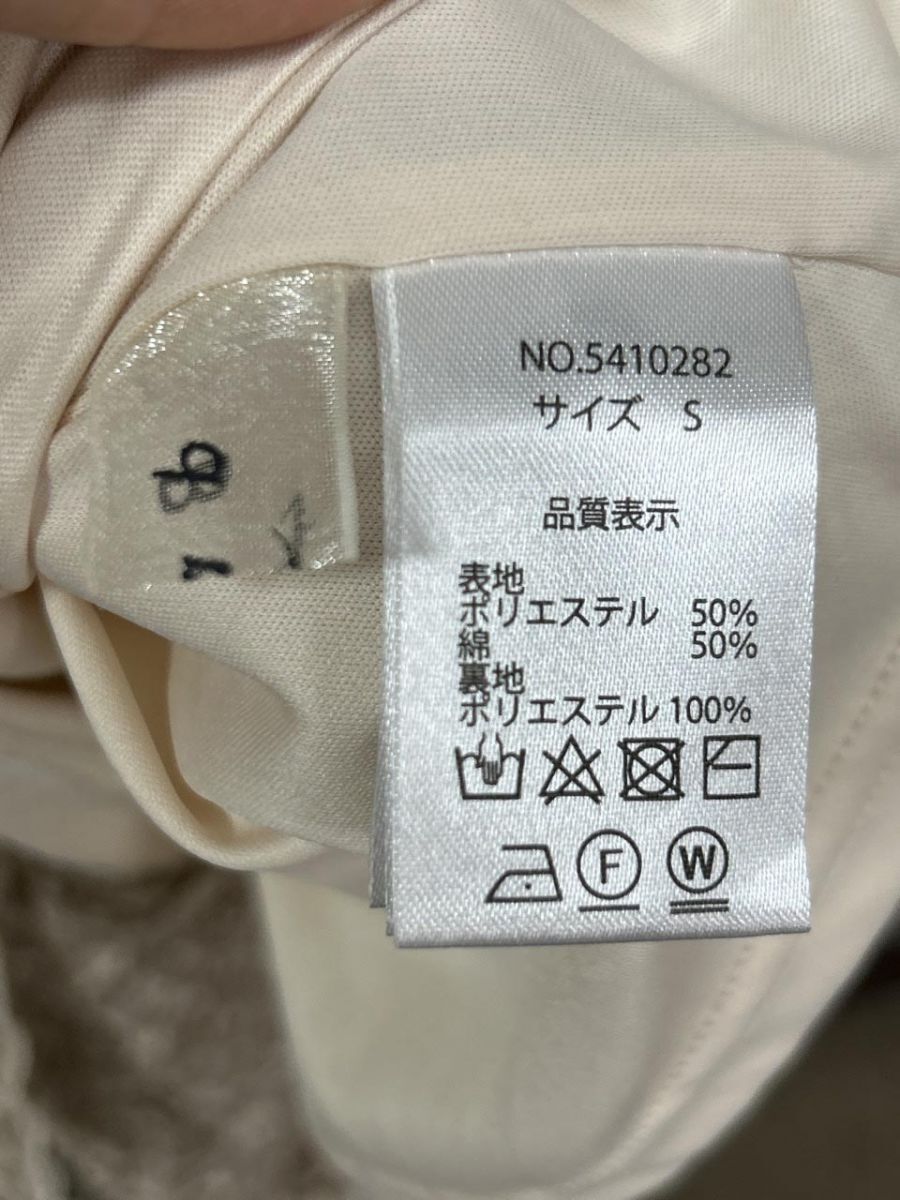 NO.5410282
サイズ S
品質表示
表地
ポリエステル 50%
綿 50%
裏地
ポリエステル 100%
F
W